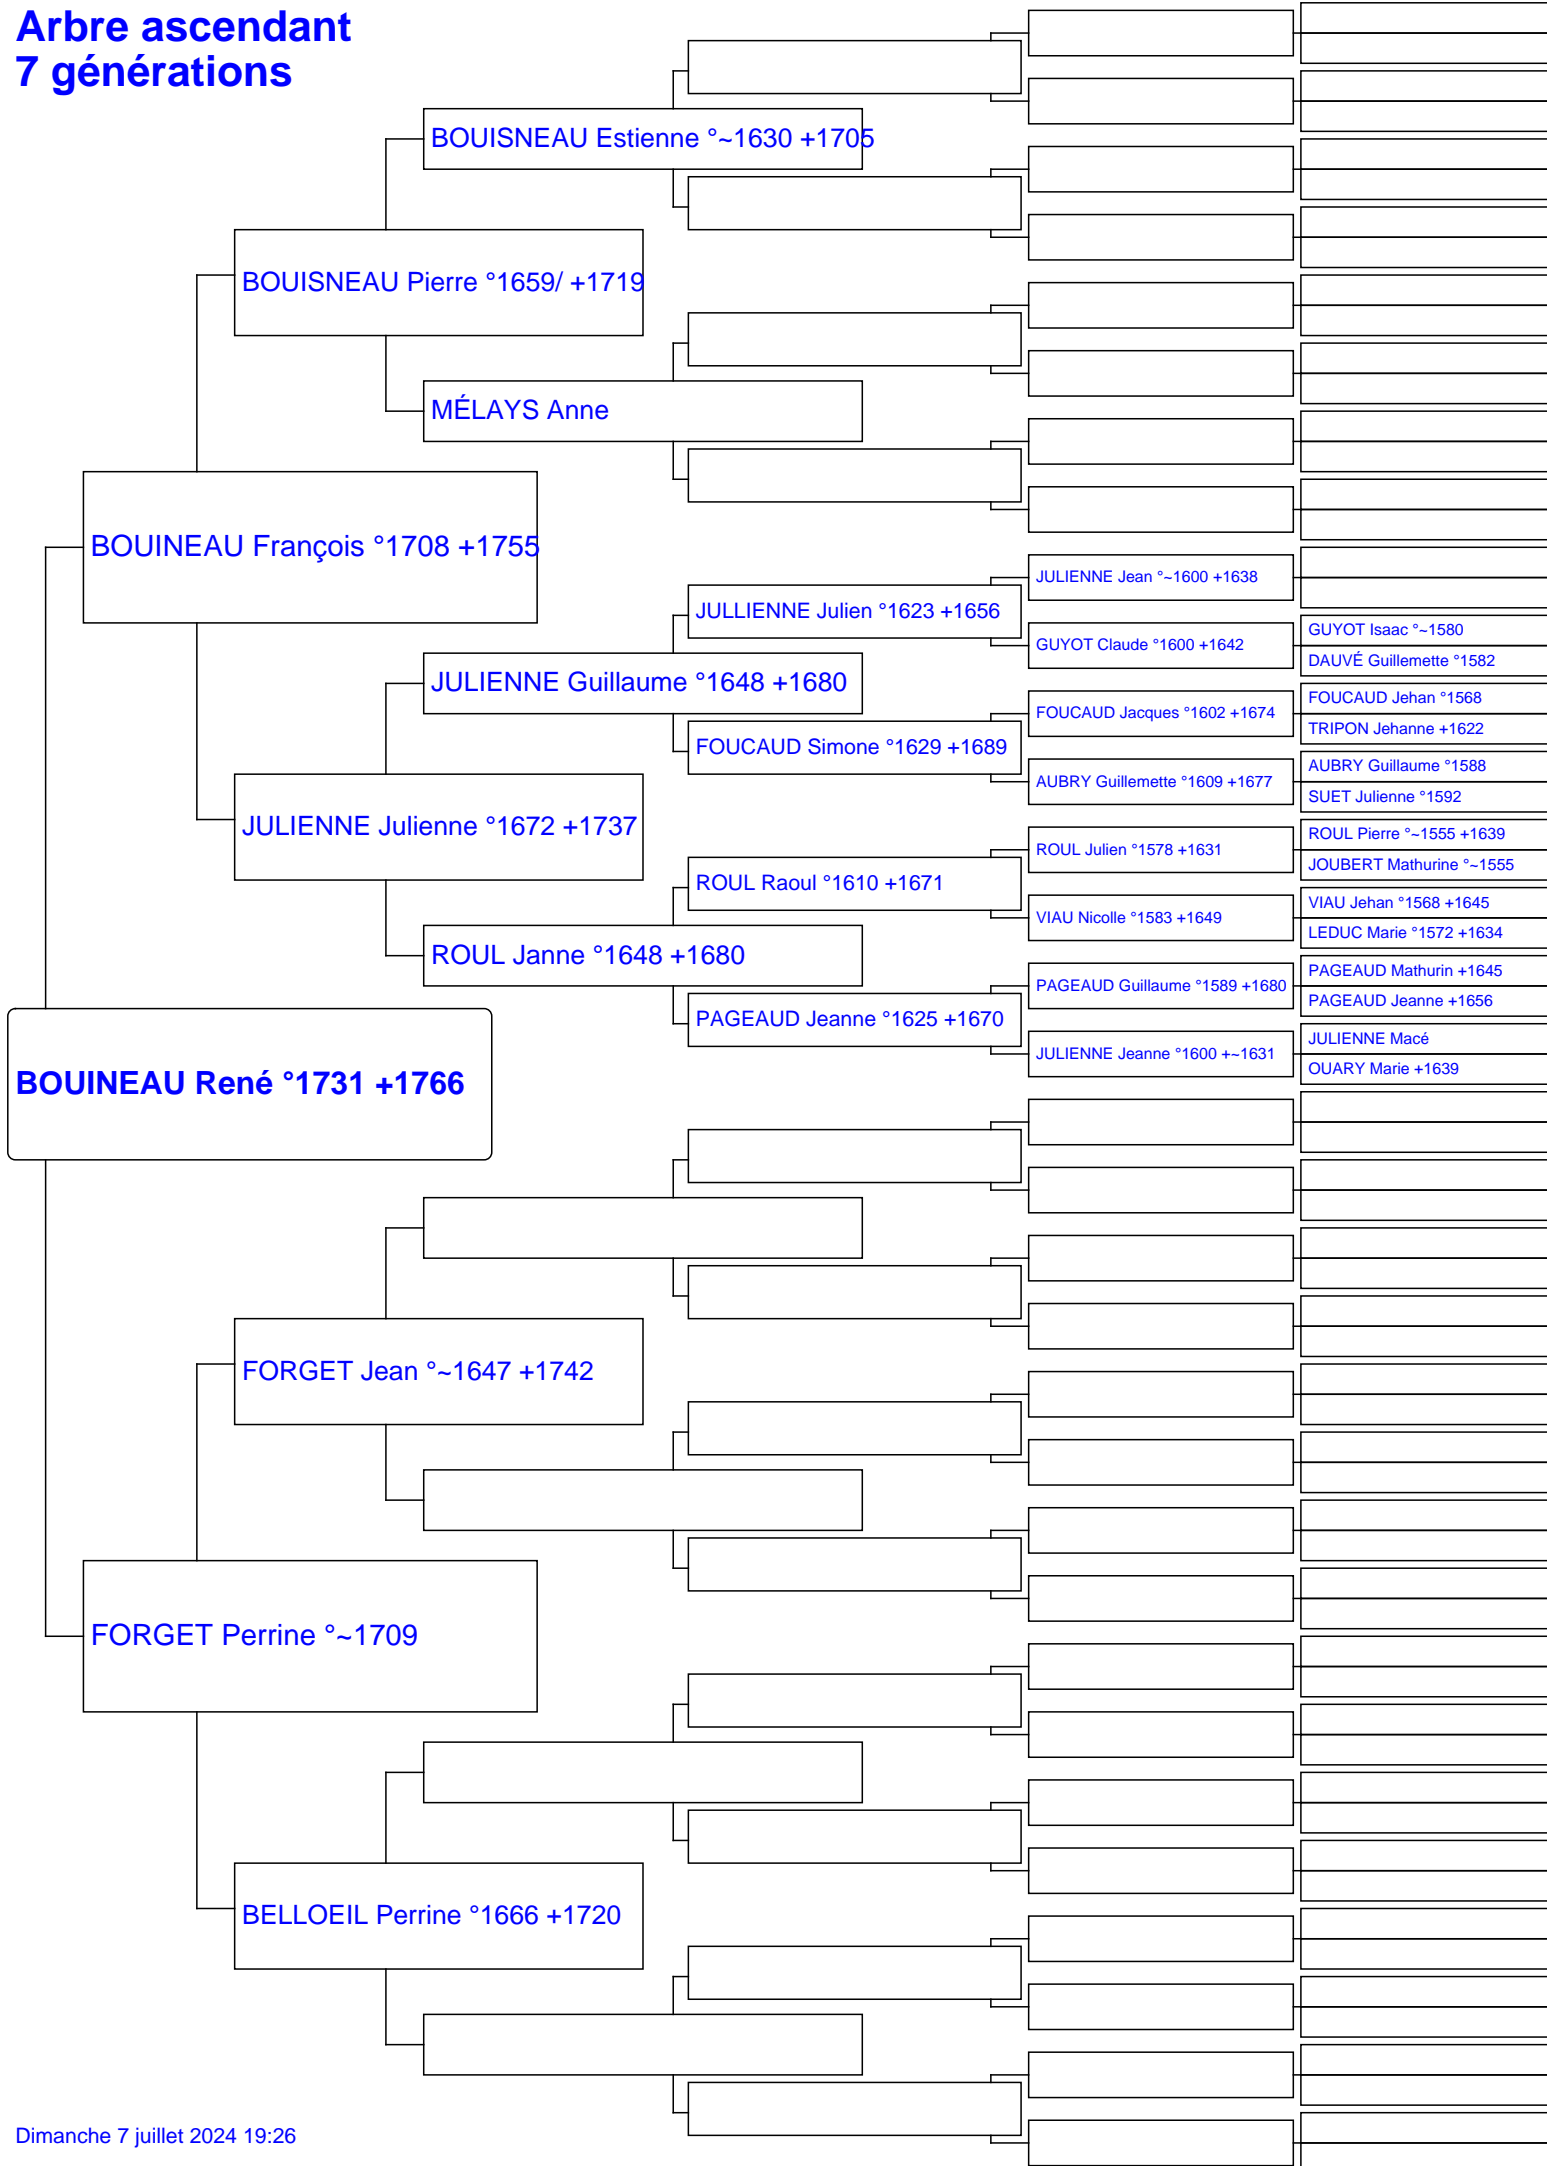 Arbre ascendant
7 générations
BOUISNEAU Estienne °~1630 +1705
BOUISNEAU Pierre °1659/ +1719
MÉLAYS Anne
BOUINEAU François °1708 +1755
JULIENNE Jean °~1600 +1638
JULLIENNE Julien °1623 +1656
GUYOT Isaac °~1580
GUYOT Claude °1600 +1642
DAUVÉ Guillemette °1582
JULIENNE Guillaume °1648 +1680
FOUCAUD Jehan °1568
FOUCAUD Jacques °1602 +1674
TRIPON Jehanne +1622
FOUCAUD Simone °1629 +1689
AUBRY Guillaume °1588
AUBRY Guillemette °1609 +1677
SUET Julienne °1592
JULIENNE Julienne °1672 +1737
ROUL Pierre °~1555 +1639
ROUL Julien °1578 +1631
JOUBERT Mathurine °~1555
ROUL Raoul °1610 +1671
VIAU Jehan °1568 +1645
VIAU Nicolle °1583 +1649
LEDUC Marie °1572 +1634
ROUL Janne °1648 +1680
PAGEAUD Mathurin +1645
PAGEAUD Guillaume °1589 +1680
PAGEAUD Jeanne +1656
PAGEAUD Jeanne °1625 +1670
JULIENNE Macé
JULIENNE Jeanne °1600 +~1631
OUARY Marie +1639
BOUINEAU René °1731 +1766
FORGET Jean °~1647 +1742
FORGET Perrine °~1709
BELLOEIL Perrine °1666 +1720
Dimanche 7 juillet 2024 19:26